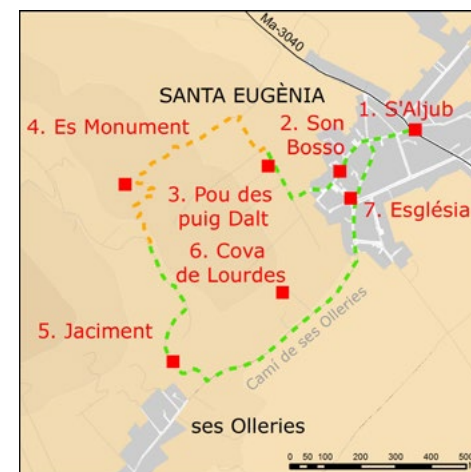 Ma-3040
SANTA EUGÈNIA
1. S'Aljub
2. Son
Bosso
4. Es Monument
3. Pou des
puig Dalt
7. Església
6. Cova
de Lourdes
5. Jaciment
Camí de ses Olleries
ses Olleries
0 50 100 200 300 400 500